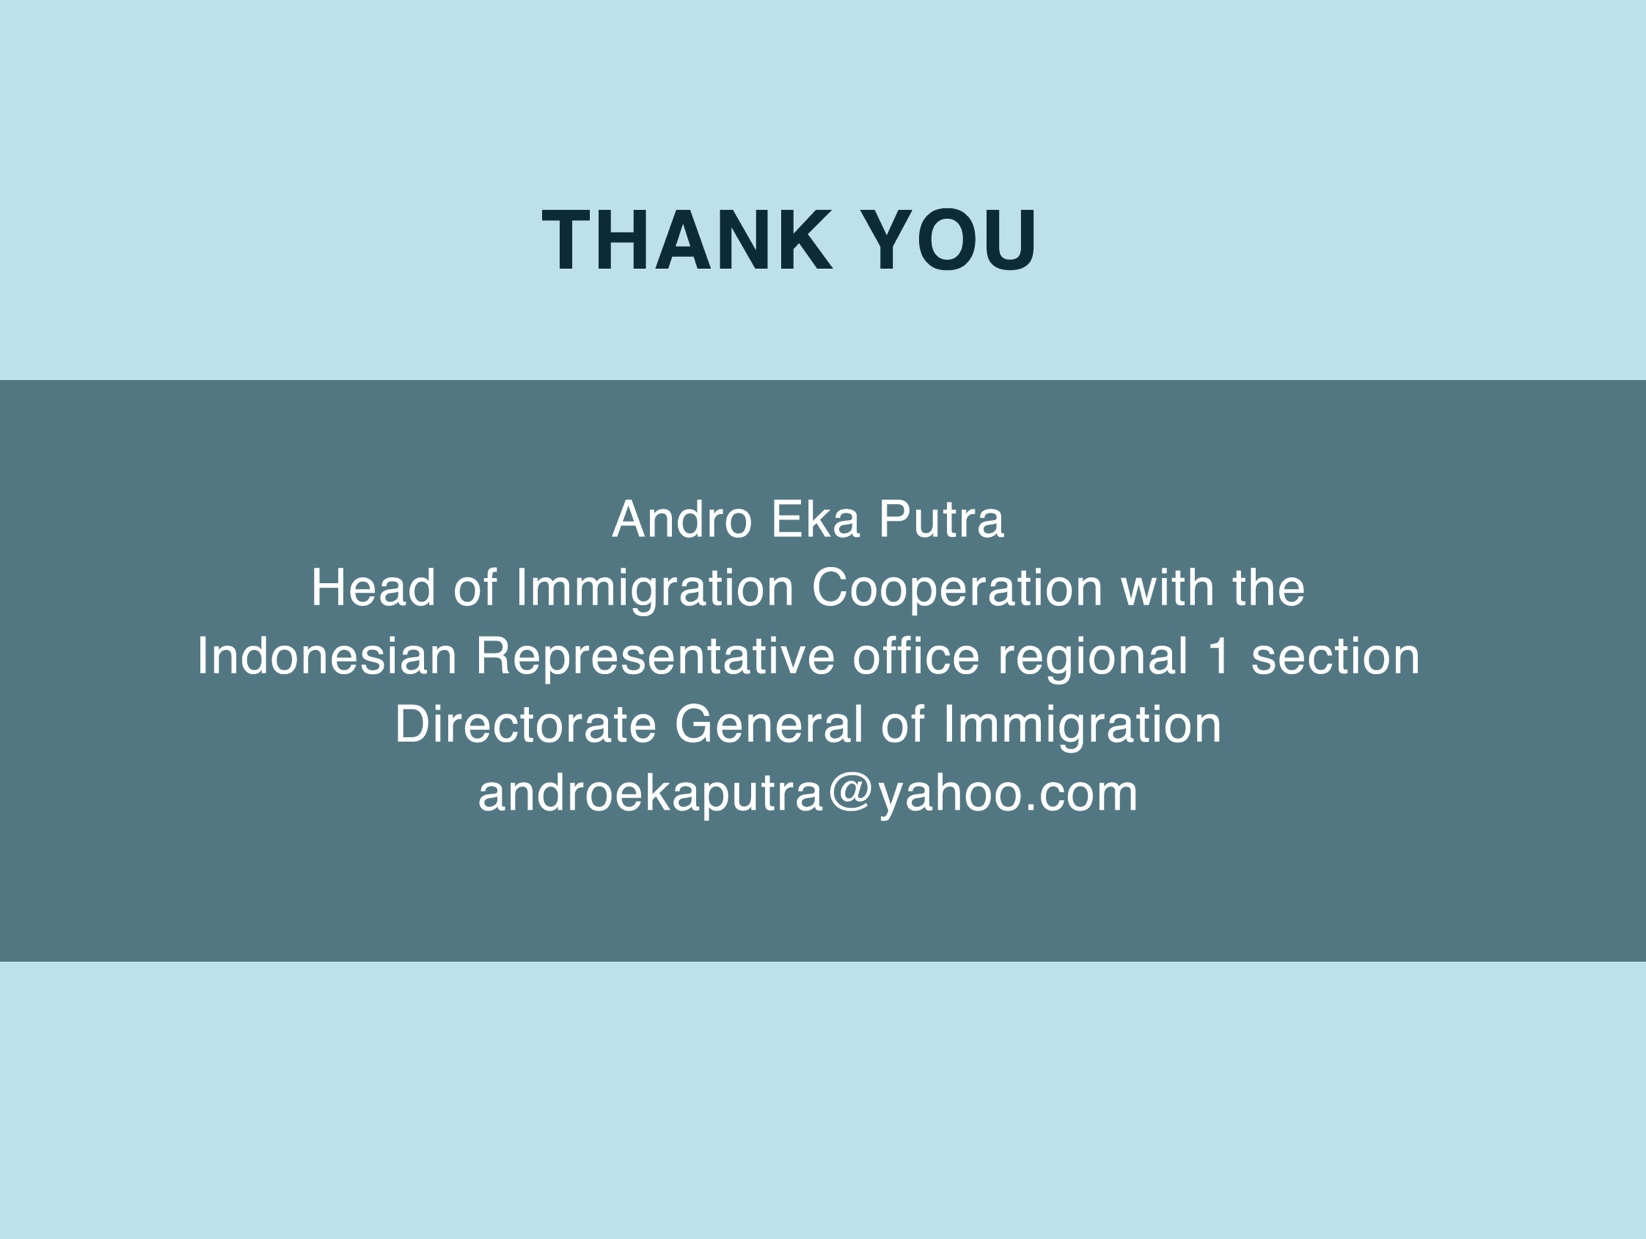 THANK YOU
Andro Eka Putra
Head of Immigration Cooperation with the
Indonesian Representative office regional 1 section
Directorate General of Immigration
androekaputra@yahoo.com